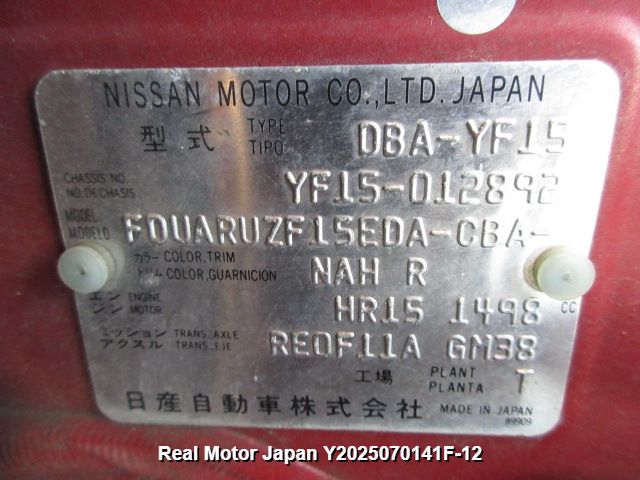 NISSAN MOTOR CO.,LTD. JAPAN
型式 TYPE TIPO DBA-YF15
CHASSIS NO. NO.DE CHASIS YF15-012892
MODEL MODELO FDUARUZF15EDA-CBA-
カラー COLOR,TRIM トリム COLOR,GUARNICION NAH R
エンジン ENGINE MOTOR HR15 1498 CC
ミッション TRANS.,AXLE アクスル TRANS.,EJE RE0F11A GM38
工場 PLANT PLANTA T
日産自動車株式会社 MADE IN JAPAN
89909
Real Motor Japan Y2025070141F-12